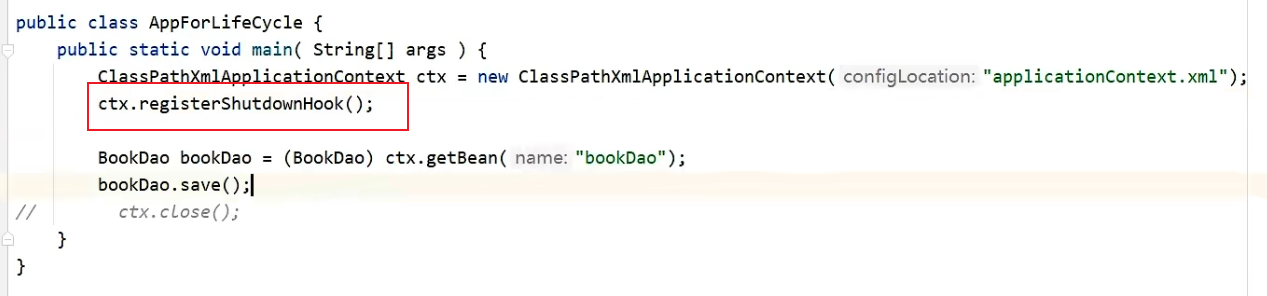 public class AppForLifeCycle {
    public static void main( String[] args ) {
        ClassPathXmlApplicationContext ctx = new ClassPathXmlApplicationContext( configLocation: "applicationContext.xml");
        ctx.registerShutdownHook();
        BookDao bookDao = (BookDao) ctx.getBean( name: "bookDao");
        bookDao.save();
//        ctx.close();
    }
}